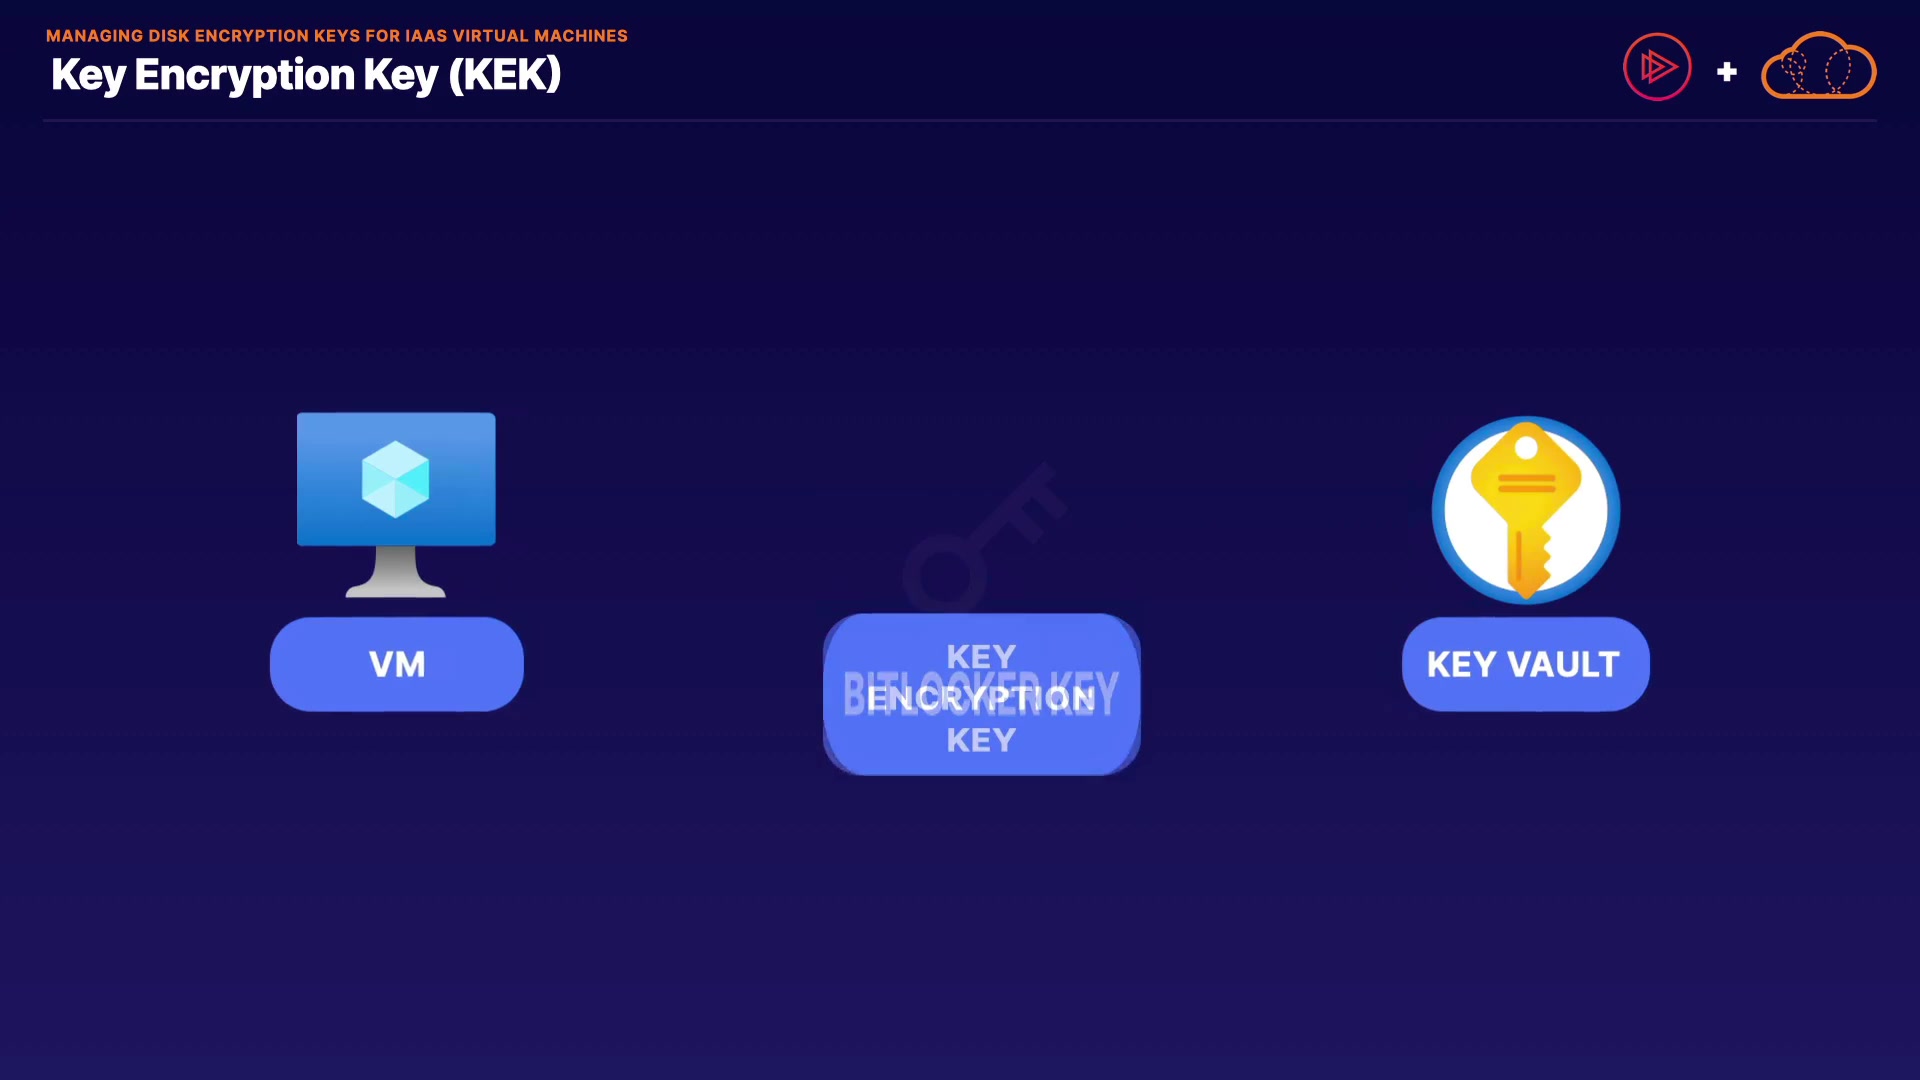 MANAGING DISK ENCRYPTION KEYS FOR IAAS VIRTUAL MACHINES
Key Encryption Key (KEK)
+
VM
KEY
ENCRYPTION
KEY
BITLOCKER KEY
KEY VAULT